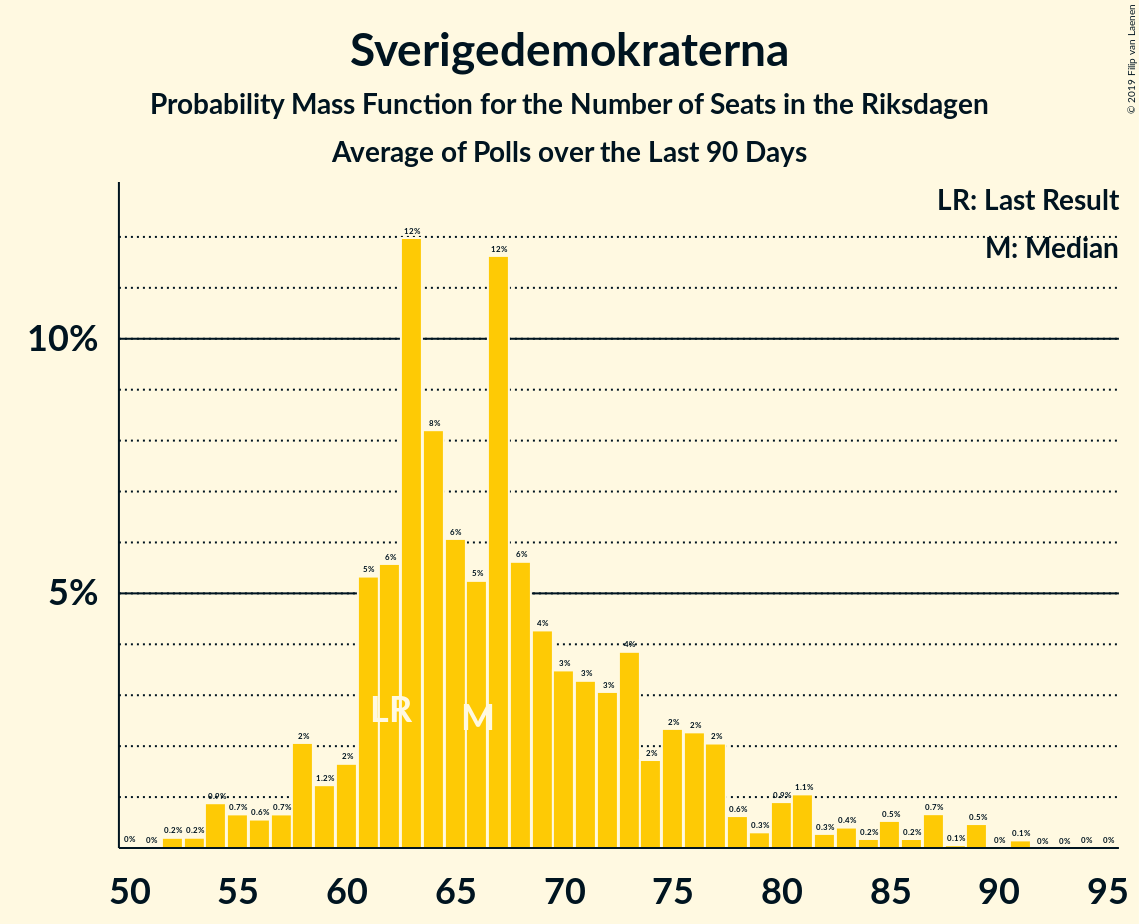 Sverigedemokraterna
Probability Mass Function for the Number of Seats in the Riksdagen
Average of Polls over the Last 90 Days
© 2019 Filip van Laenen
LR: Last Result
M: Median
10%
5%
0% 0% 0.2% 0.2% 0.9% 0.7% 0.6% 0.7% 2% 1.2% 2% 5% 6% 12% 8% 6% 5% 12% 6% 4% 3% 3% 3% 4% 2% 2% 2% 2% 0.6% 0.3% 0.9% 1.1% 0.3% 0.4% 0.2% 0.5% 0.2% 0.7% 0.1% 0.5% 0% 0.1% 0% 0% 0% 0%
LR M
50 55 60 65 70 75 80 85 90 95